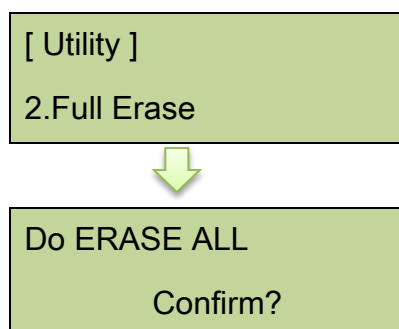 [ Utility ]
2.Full Erase
Do ERASE ALL
Confirm?